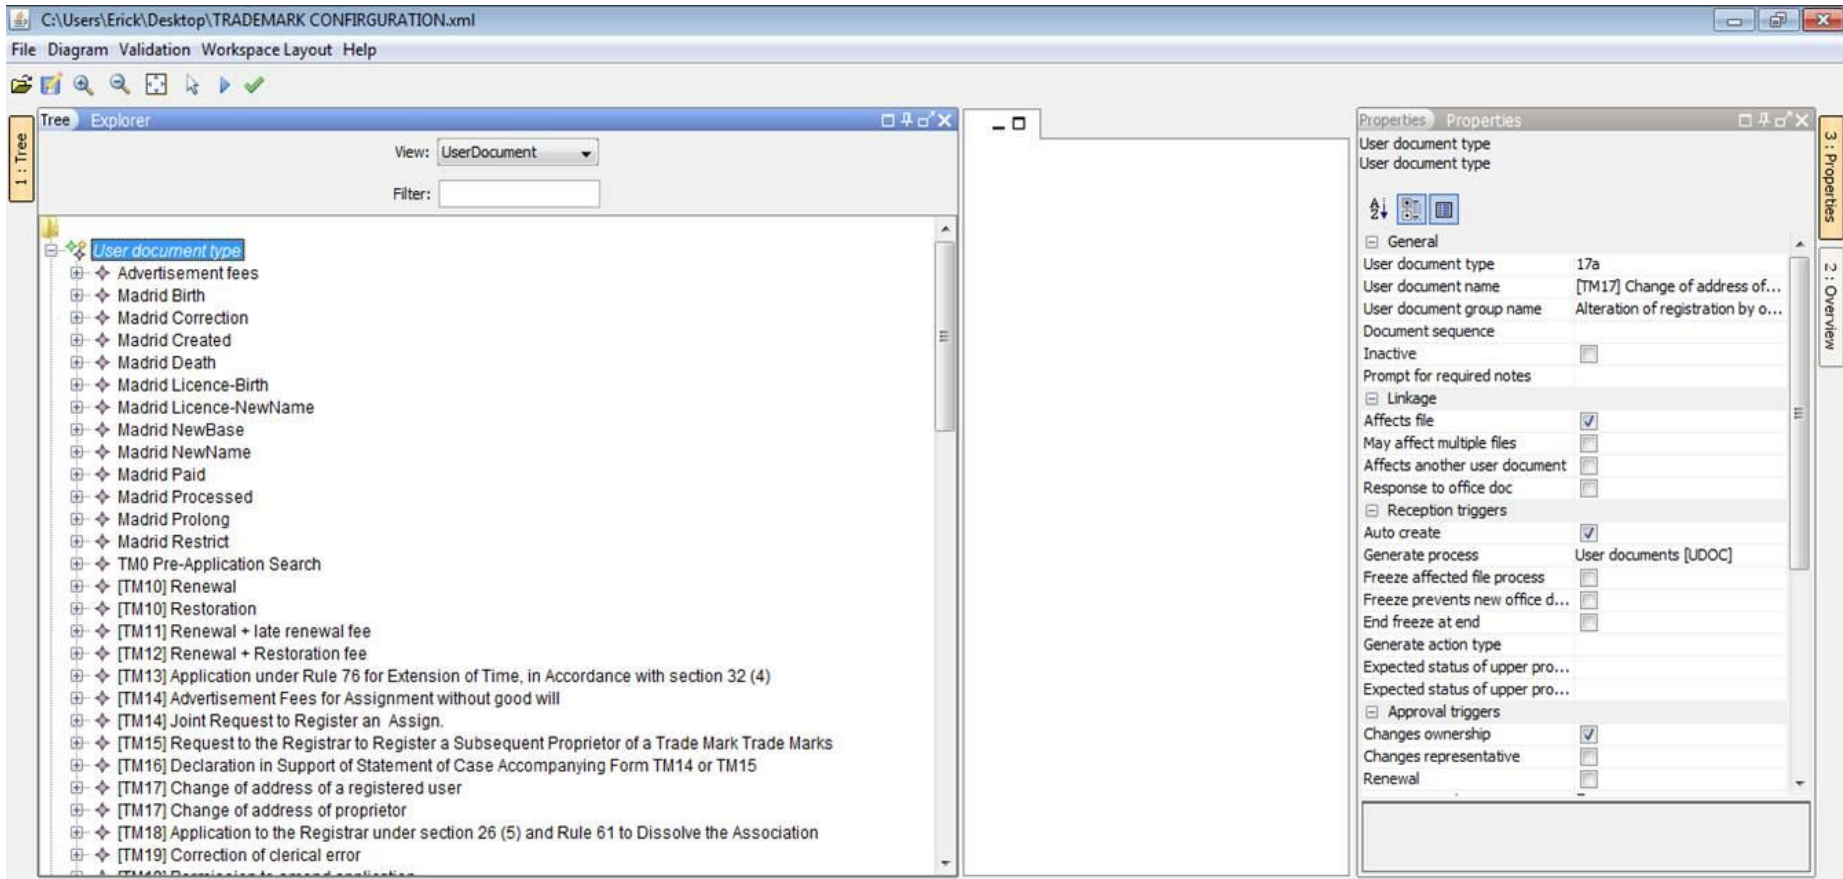 C:\Users\Erick\Desktop\TRADEMARK CONFIRGURATION.xml
File Diagram Validation Workspace Layout Help
1 : Tree
Tree Explorer
View: UserDocument
Filter:
User document type
Advertisement fees
Madrid Birth
Madrid Correction
Madrid Created
Madrid Death
Madrid Licence-Birth
Madrid Licence-NewName
Madrid NewBase
Madrid NewName
Madrid Paid
Madrid Processed
Madrid Prolong
Madrid Restrict
TM0 Pre-Application Search
[TM10] Renewal
[TM10] Restoration
[TM11] Renewal + late renewal fee
[TM12] Renewal + Restoration fee
[TM13] Application under Rule 76 for Extension of Time, in Accordance with section 32 (4)
[TM14] Advertisement Fees for Assignment without good will
[TM14] Joint Request to Register an Assign.
[TM15] Request to the Registrar to Register a Subsequent Proprietor of a Trade Mark Trade Marks
[TM16] Declaration in Support of Statement of Case Accompanying Form TM14 or TM15
[TM17] Change of address of a registered user
[TM17] Change of address of proprietor
[TM18] Application to the Registrar under section 26 (5) and Rule 61 to Dissolve the Association
[TM19] Correction of clerical error
Properties Properties
User document type
User document type
General
User document type 17a
User document name [TM17] Change of address of...
User document group name Alteration of registration by o...
Document sequence
Inactive
Prompt for required notes
Linkage
Affects file
May affect multiple files
Affects another user document
Response to office doc
Reception triggers
Auto create
Generate process User documents [UDOC]
Freeze affected file process
Freeze prevents new office d...
End freeze at end
Generate action type
Expected status of upper pro...
Expected status of upper pro...
Approval triggers
Changes ownership
Changes representative
Renewal
3 : Properties
2 : Overview